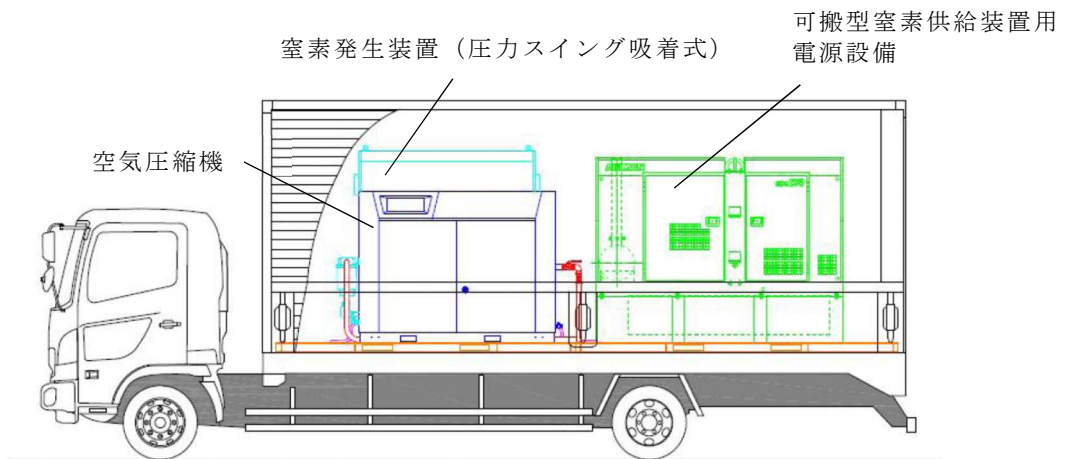 可搬型窒素供給装置用
電源設備
窒素発生装置（圧力スイング吸着式）
空気圧縮機